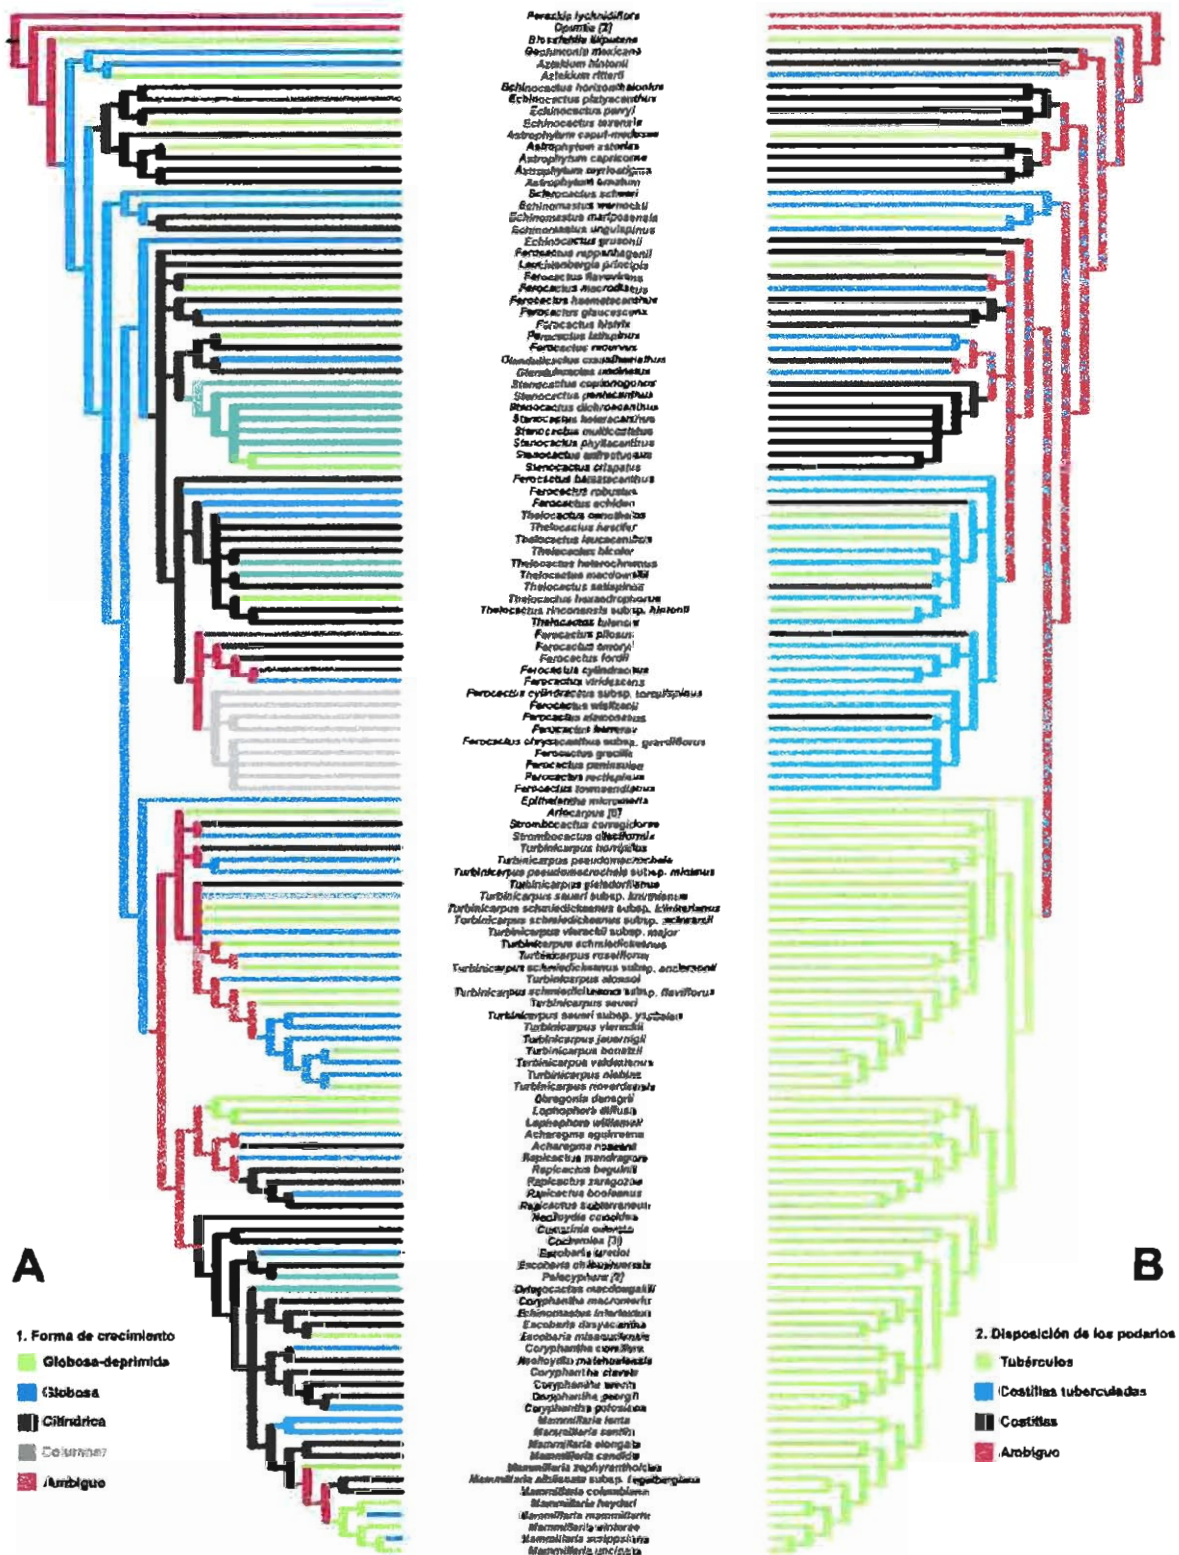 Pereskia lychnidiflora
Opuntia [2]
Blossfeldia liliputana
Geohintonia mexicana
Aztekium hintonii
Aztekium ritteri
Echinocactus horizonthalonius
Echinocactus platyacanthus
Echinocactus parryi
Echinocactus texensis
Astrophytum caput-medusae
Astrophytum asterias
Astrophytum capricorne
Astrophytum myriostigma
Astrophytum ornatum
Sclerocactus scheeri
Echinomastus warnockii
Echinomastus mariposensis
Echinomastus unguispinus
Echinocactus grusonii
Ferocactus rappenhagenii
Leuchtenbergia principis
Ferocactus flavovirens
Ferocactus macrodiscus
Ferocactus haematacanthus
Ferocactus glaucescens
Ferocactus histrix
Ferocactus latispinus
Ferocactus recurvus
Glandulicactus crassihamathus
Glandulicactus uncinatus
Stenocactus coptonogonus
Stenocactus pentacanthus
Stenocactus dichroacanthus
Stenocactus heteracanthus
Stenocactus multicostatus
Stenocactus phyllacanthus
Stenocactus anfractuosus
Stenocactus crispatus
Ferocactus hamatacanthus
Ferocactus robustus
Ferocactus echidne
Thelocactus conothelos
Thelocactus hastifer
Thelocactus leucacanthus
Thelocactus bicolor
Thelocactus heterochromus
Thelocactus macdowellii
Thelocactus setispinus
Thelocactus hexaedrophorus
Thelocactus rinconensis subsp. hintonii
Thelocactus tulensis
Ferocactus pilosus
Ferocactus emoryi
Ferocactus fordii
Ferocactus cylindraceus
Ferocactus viridescens
Ferocactus cylindraceus subsp. tortulispinus
Ferocactus wislizenii
Ferocactus alamosanus
Ferocactus herrerae
Ferocactus chrysacanthus subsp. grandiflorus
Ferocactus gracilis
Ferocactus peninsulae
Ferocactus rectispinus
Ferocactus townsendianus
Epithelantha micromeris
Ariocarpus [6]
Strombocactus corregidorae
Strombocactus disciformis
Turbinicarpus horripilus
Turbinicarpus pseudomacrochele
Turbinicarpus pseudomacrochele subsp. minimus
Turbinicarpus gielsdorfianus
Turbinicarpus saueri subsp. knuthianus
Turbinicarpus schmiedickeanus subsp. klinkerianus
Turbinicarpus schmiedickeanus subsp. schwarzii
Turbinicarpus viereckii subsp. major
Turbinicarpus schmiedickeanus
Turbinicarpus roseiflorus
Turbinicarpus schmiedickeanus subsp. andersonii
Turbinicarpus alonsoi
Turbinicarpus schmiedickeanus subsp. flaviflorus
Turbinicarpus saueri
Turbinicarpus saueri subsp. ysabelae
Turbinicarpus viereckii
Turbinicarpus jauernigii
Turbinicarpus bonatzii
Turbinicarpus valdezianus
Turbinicarpus nieblae
Turbinicarpus
Obregonia denegrii
Lophophora diffusa
Lophophora williamsii
Acharagma aguirreana
Acharagma roseana
Rapicactus mandragora
Rapicactus beguinii
Rapicactus zaragozae
Rapicactus booleanus
Rapicactus subterraneus
Neolloydia conoidea
Cumarinia odorata
Cochemiea [3]
Escobaria aredoi
Escobaria chihuahuensis
Pelecyphora [2]
Ortegocactus macdougallii
Coryphantha macromeris
Echinomastus intertextus
Escobaria dasyacantha
Escobaria missouriensis
Coryphantha cornifera
Neolloydia matehualensis
Coryphantha clavata
Coryphantha erecta
Coryphantha georgii
Coryphantha potosiana
Mammillaria lenta
Mammillaria senilis
Mammillaria elongata
Mammillaria candida
Mammillaria zephyranthoides
Mammillaria albilanata subsp.
Mammillaria columbiana
Mammillaria heyderi
Mammillaria mammillaris
Mammillaria winterae
Mammillaria scrippsiana
Mammillaria uncinata
A
1. Forma de crecimiento
Globosa-deprimida
Globosa
Cilíndrica
Columnar
Ambiguo
B
2. Disposición de los podarios
Tubérculos
Costillas tuberculadas
Costillas
Ambiguo